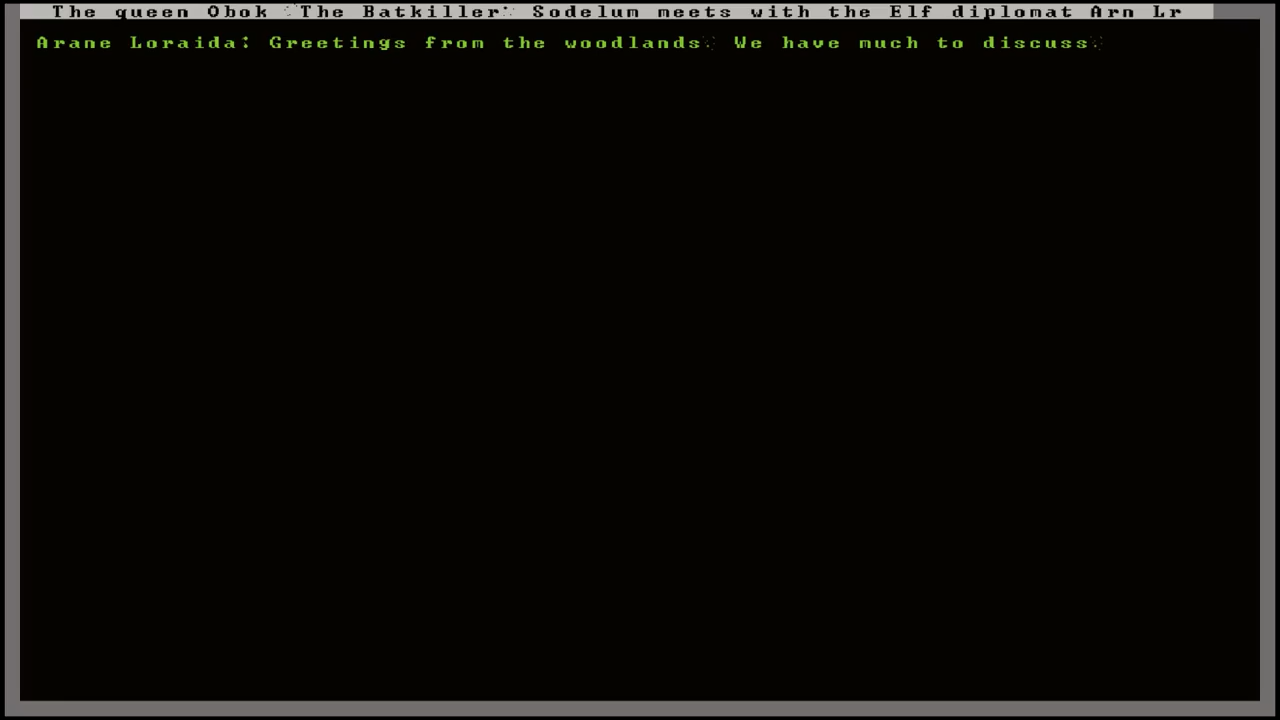 The queen Obok "The Batkiller" Sodelum meets with the Elf diplomat Arn Lr
Arane Loraida: Greetings from the woodlands. We have much to discuss.